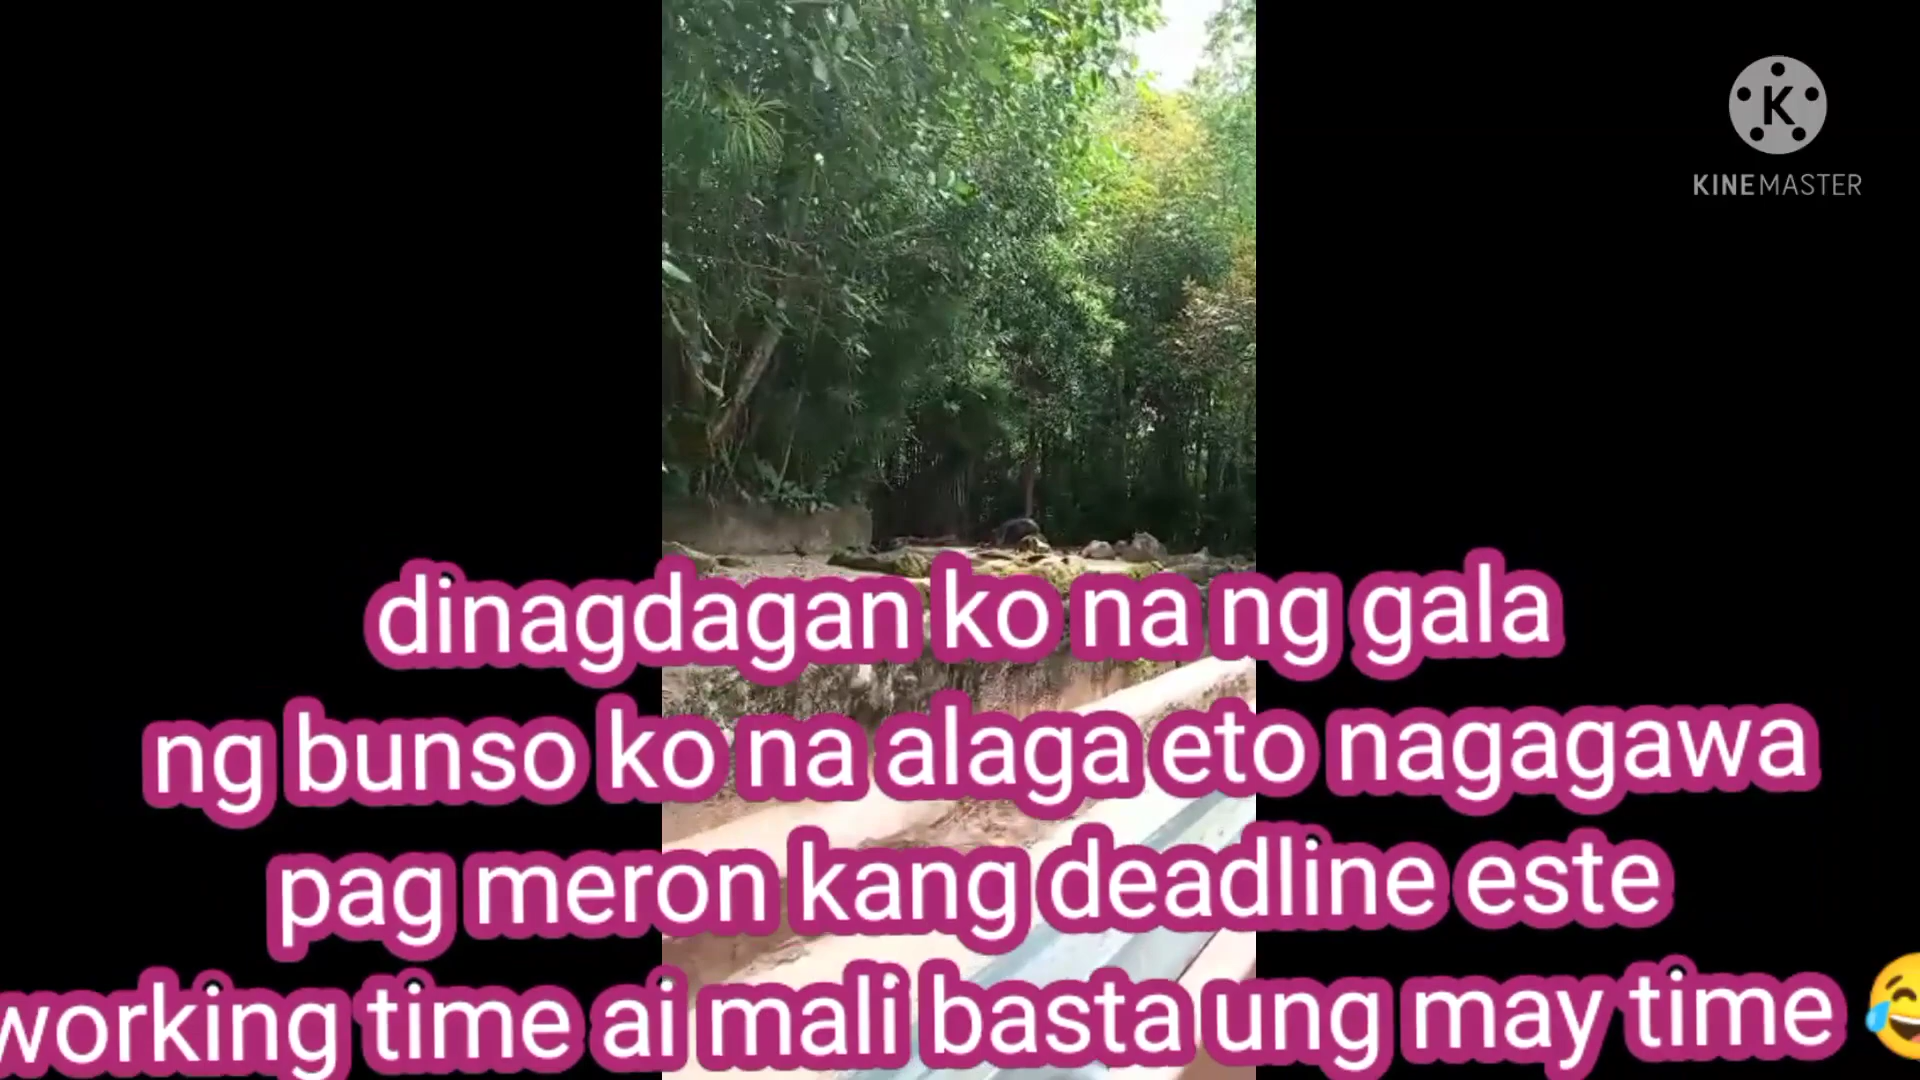 KINEMASTER
dinagdagan ko na ng gala
ng bunso ko na alaga eto nagagawa
pag meron kang deadline este
working time ai mali basta ung may time 😂